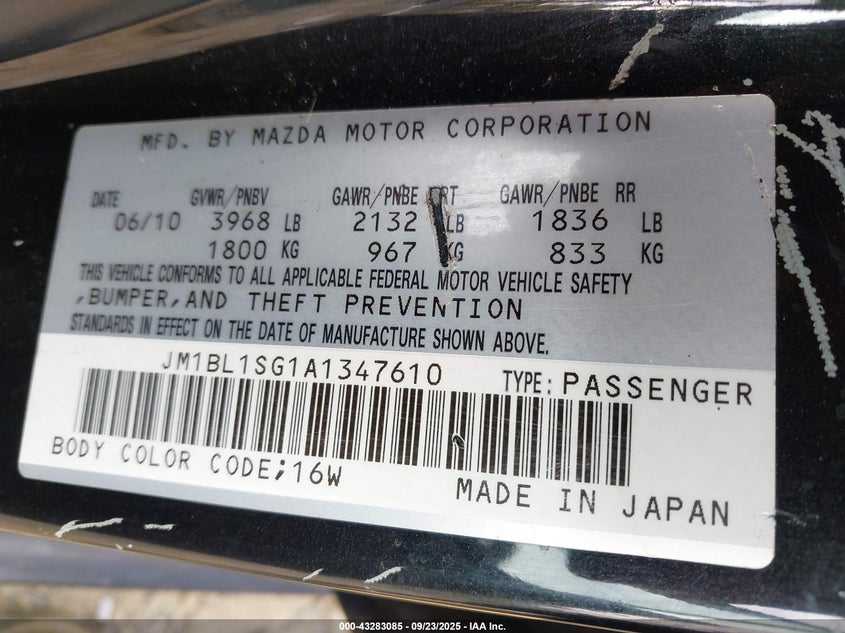 MFD. BY MAZDA MOTOR CORPORATION
DATE GVWR/PNBV GAWR/PNBE FRT GAWR/PNBE RR
06/10 3968 LB 2132 LB 1836 LB
1800 KG 967 KG 833 KG
THIS VEHICLE CONFORMS TO ALL APPLICABLE FEDERAL MOTOR VEHICLE SAFETY
,BUMPER,AND THEFT PREVENTION
STANDARDS IN EFFECT ON THE DATE OF MANUFACTURE SHOWN ABOVE.
JM1BL1SG1A1347610 TYPE: PASSENGER
BODY COLOR CODE;16W
MADE IN JAPAN
000-43283085 - 09/23/2025 - IAA Inc.